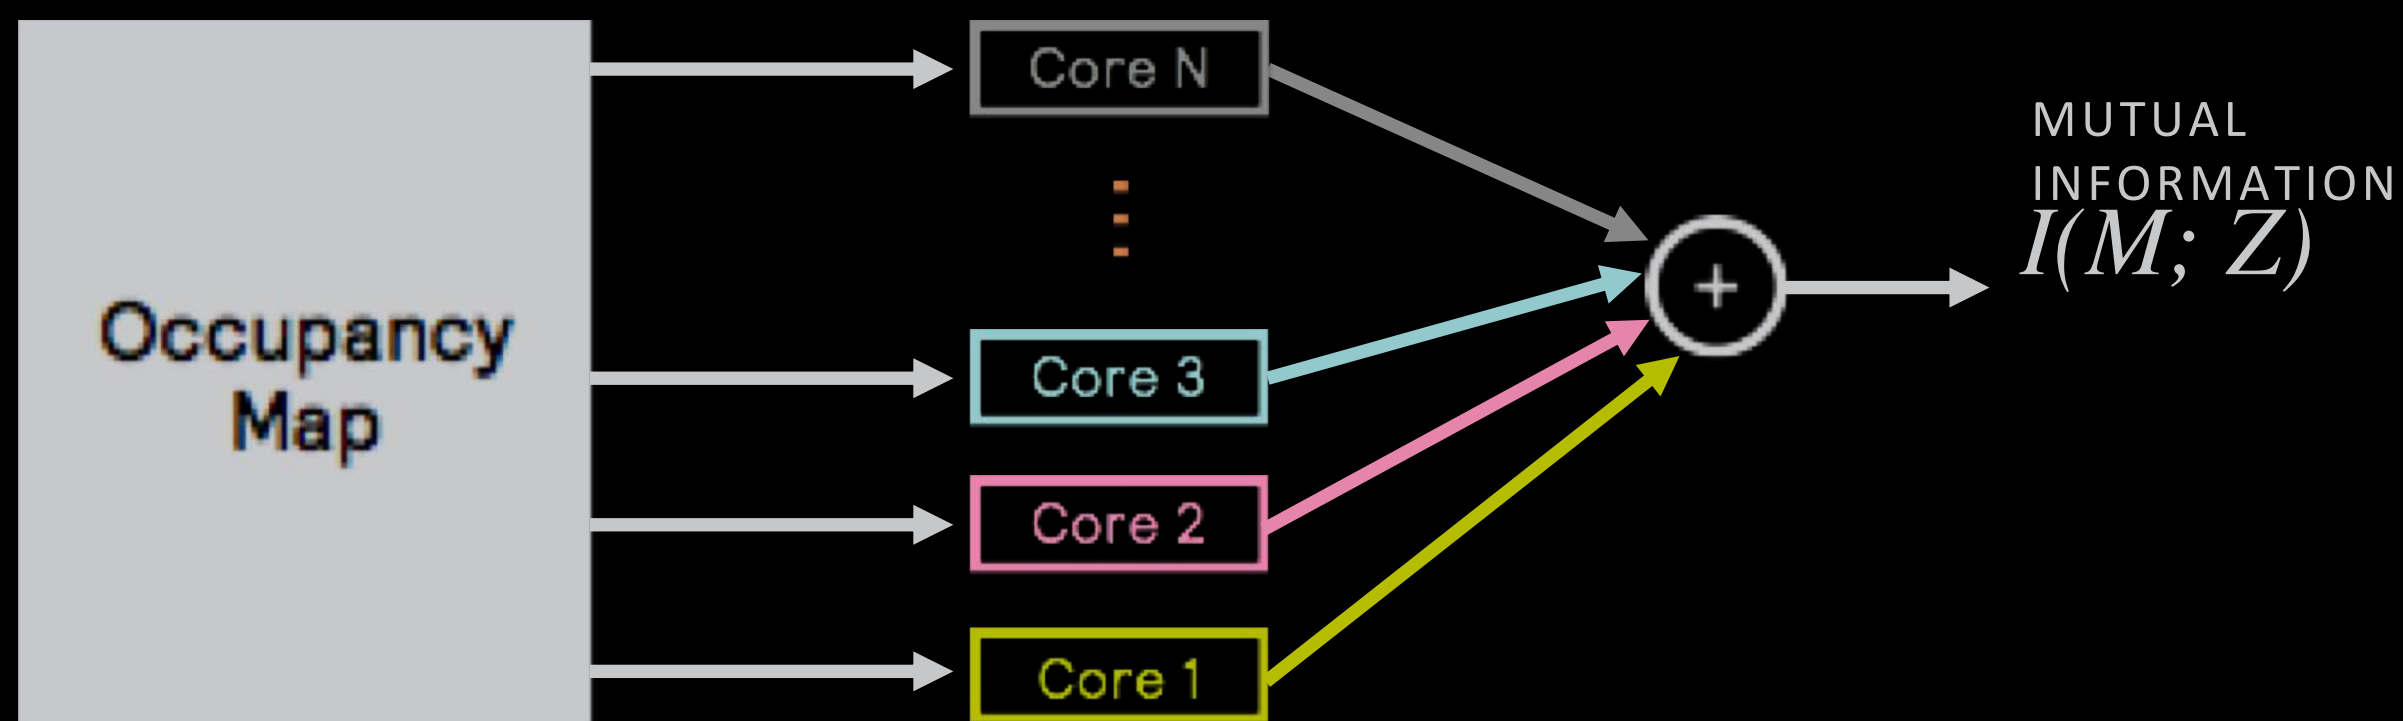 Occupancy
Map
Core N
Core 3
Core 2
Core 1
+
MUTUAL
INFORMATION
I(M; Z)